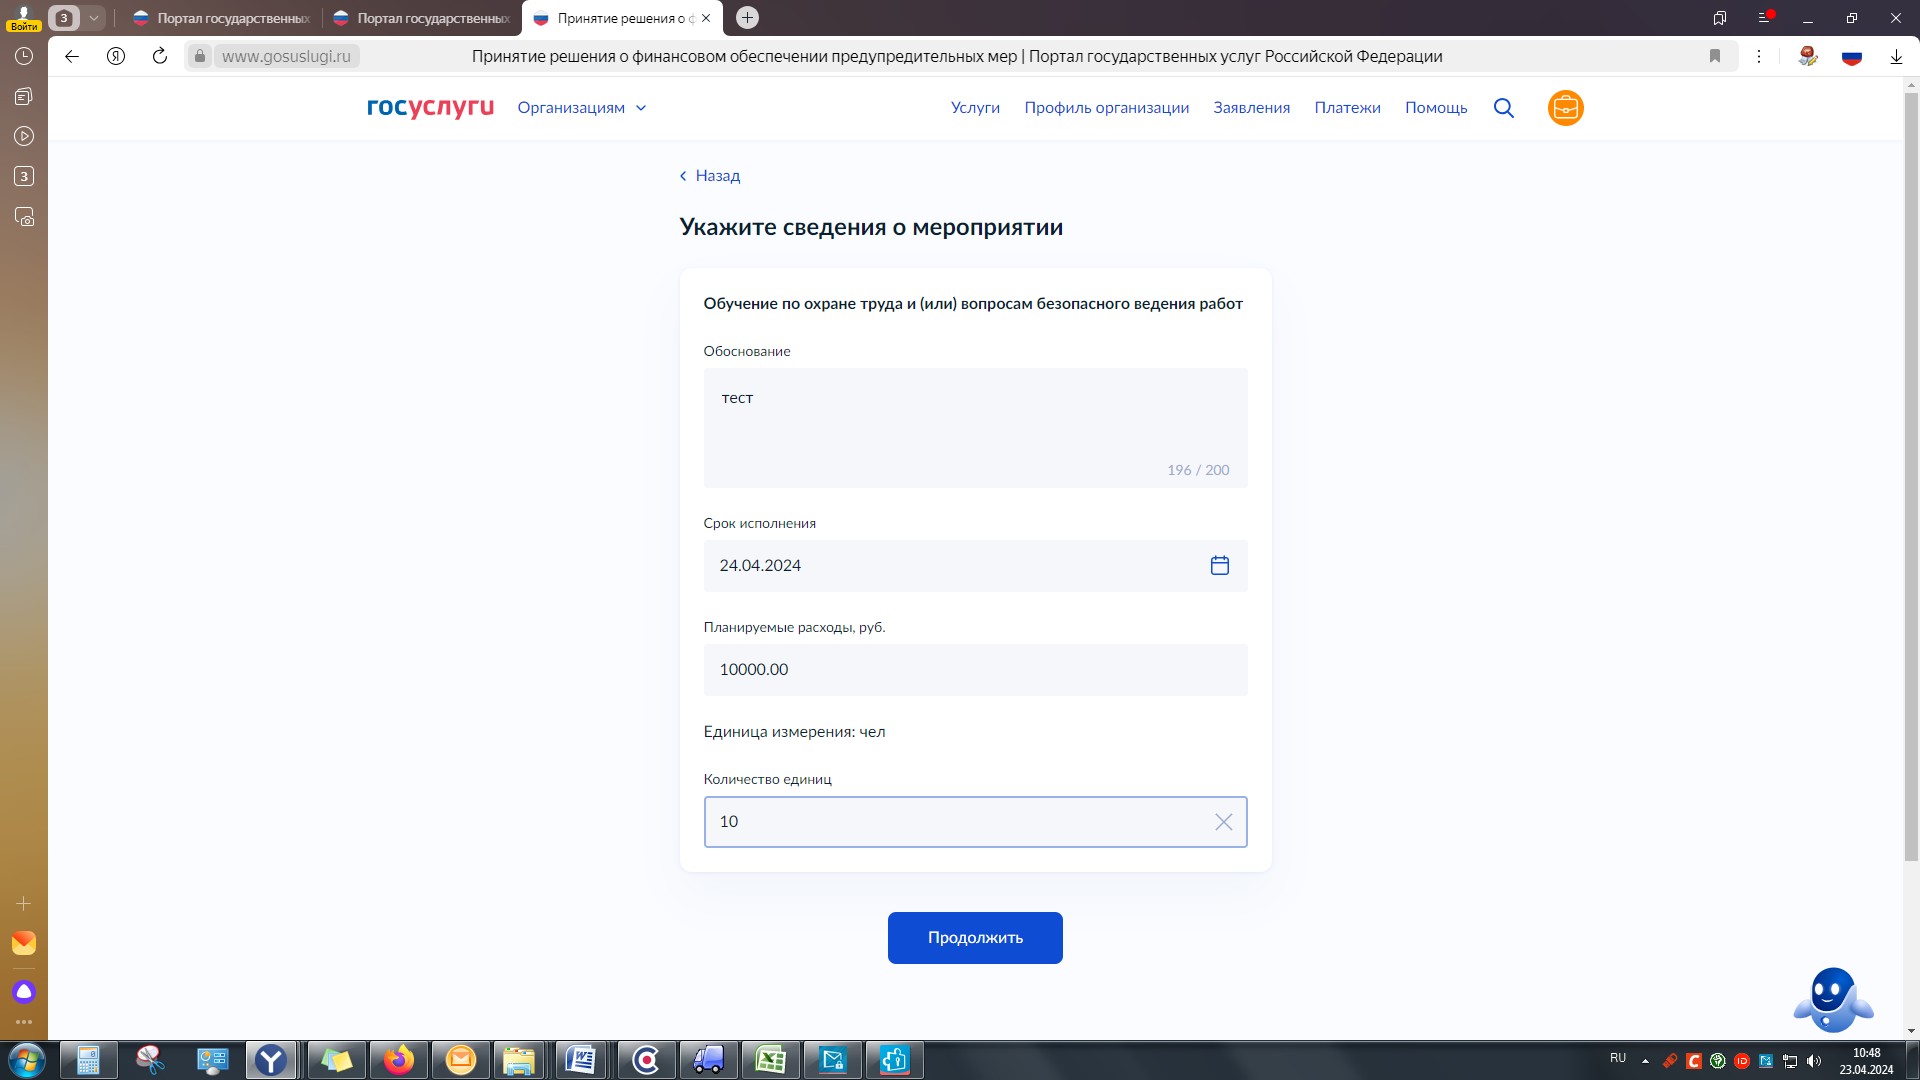 Войти
3
Портал государственных
Портал государственных
Принятие решения о ф
www.gosuslugi.ru
Принятие решения о финансовом обеспечении предупредительных мер | Портал государственных услуг Российской Федерации
3
госуслуги
Организациям
Услуги
Профиль организации
Заявления
Платежи
Помощь
Назад
Укажите сведения о мероприятии
Обучение по охране труда и (или) вопросам безопасного ведения работ
Обоснование
тест
196 / 200
Срок исполнения
24.04.2024
Планируемые расходы, руб.
10000.00
Единица измерения: чел
Количество единиц
10
Продолжить
RU
10:48
23.04.2024